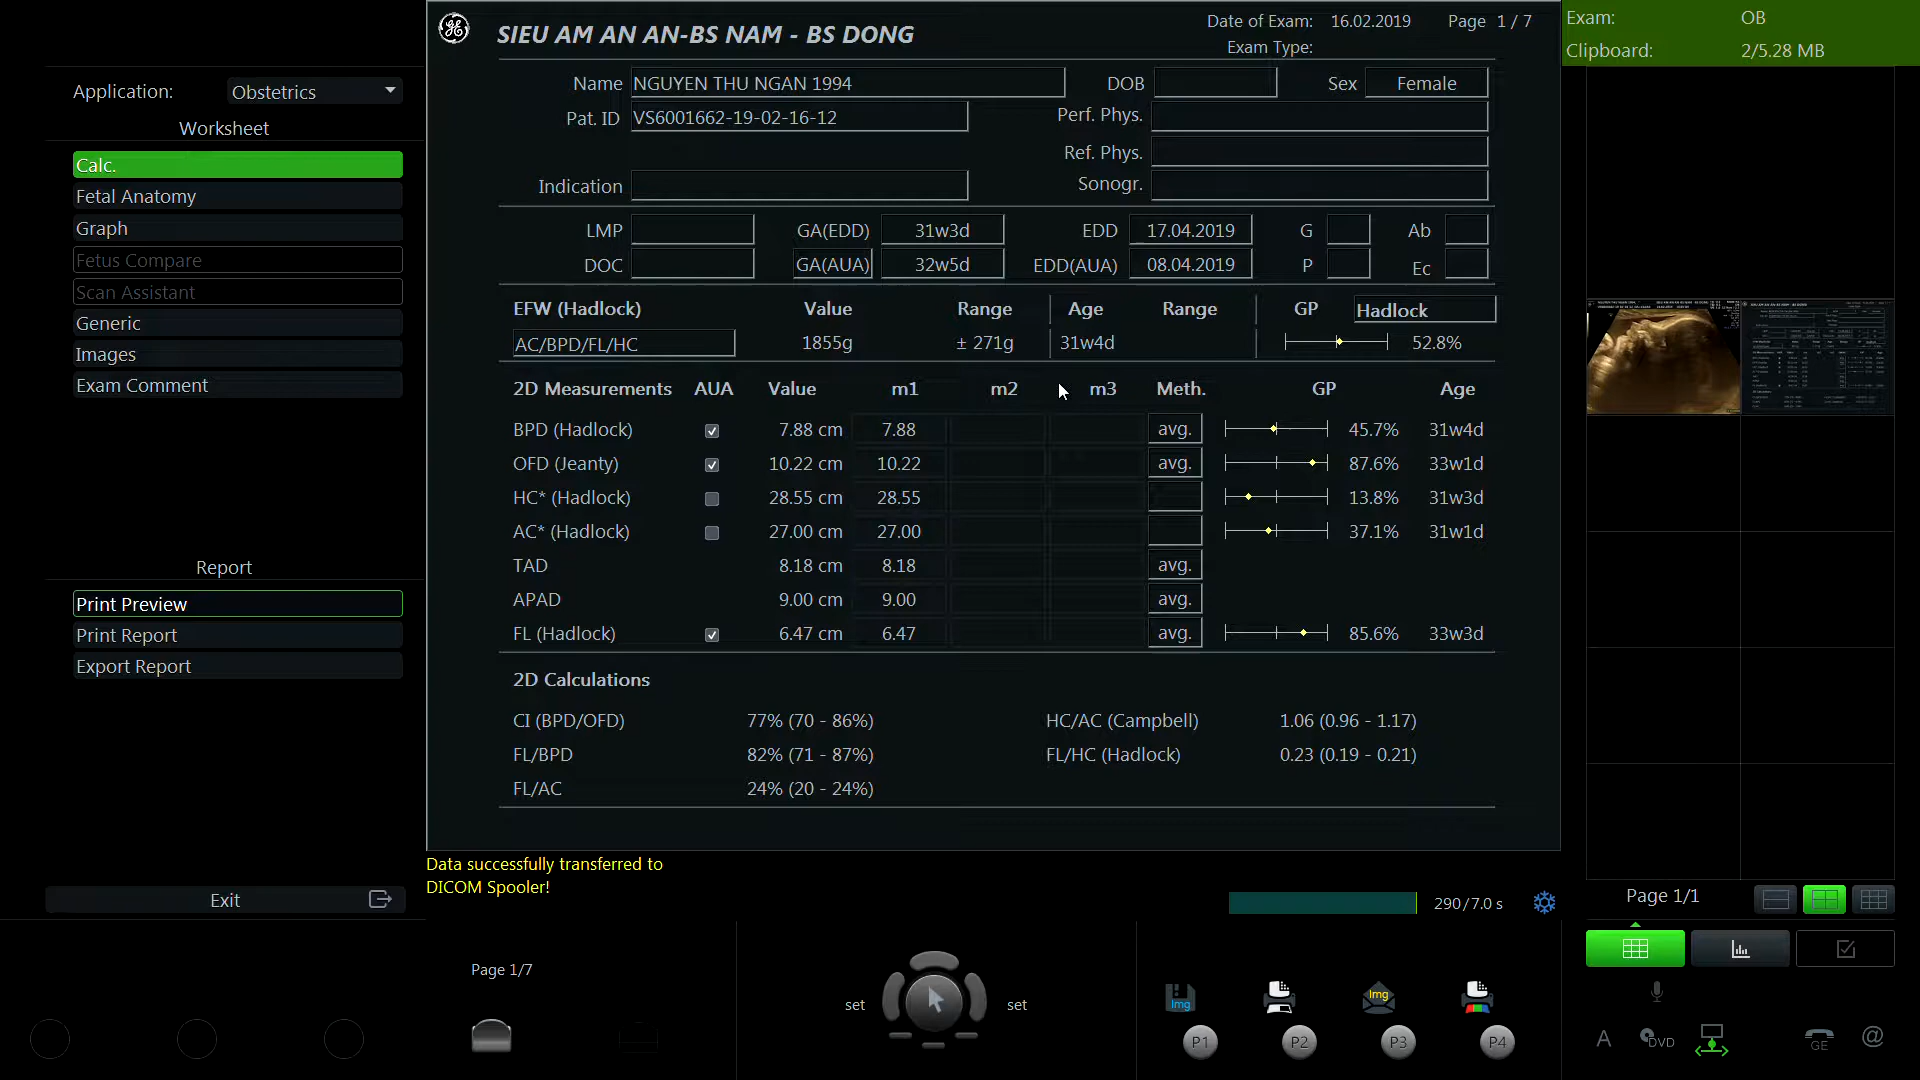 SIEU AM AN AN-BS NAM - BS DONG
Date of Exam: 16.02.2019 Page 1 / 7
Exam Type:
Exam: OB
Clipboard: 2/5.28 MB
Application: Obstetrics
Worksheet
Calc.
Fetal Anatomy
Graph
Fetus Compare
Scan Assistant
Generic
Images
Exam Comment
Report
Print Preview
Print Report
Export Report
Exit
Name NGUYEN THU NGAN 1994 DOB Sex Female
Pat. ID VS6001662-19-02-16-12 Perf. Phys.
Ref. Phys.
Indication Sonogr.
LMP GA(EDD) 31w3d EDD 17.04.2019 G Ab
DOC GA(AUA) 32w5d EDD(AUA) 08.04.2019 P Ec
EFW (Hadlock) Value Range Age Range GP Hadlock
AC/BPD/FL/HC 1855g ± 271g 31w4d 52.8%
2D Measurements AUA Value m1 m2 m3 Meth. GP Age
BPD (Hadlock) 7.88 cm 7.88 avg. 45.7% 31w4d
OFD (Jeanty) 10.22 cm 10.22 avg. 87.6% 33w1d
HC* (Hadlock) 28.55 cm 28.55 13.8% 31w3d
AC* (Hadlock) 27.00 cm 27.00 37.1% 31w1d
TAD 8.18 cm 8.18 avg.
APAD 9.00 cm 9.00 avg.
FL (Hadlock) 6.47 cm 6.47 avg. 85.6% 33w3d
2D Calculations
CI (BPD/OFD) 77% (70 - 86%) HC/AC (Campbell) 1.06 (0.96 - 1.17)
FL/BPD 82% (71 - 87%) FL/HC (Hadlock) 0.23 (0.19 - 0.21)
FL/AC 24% (20 - 24%)
Data successfully transferred to
DICOM Spooler!
290/7.0 s
Page 1/1
Page 1/7
set set
Img Img
P1 P2 P3 P4
A DVD GE @